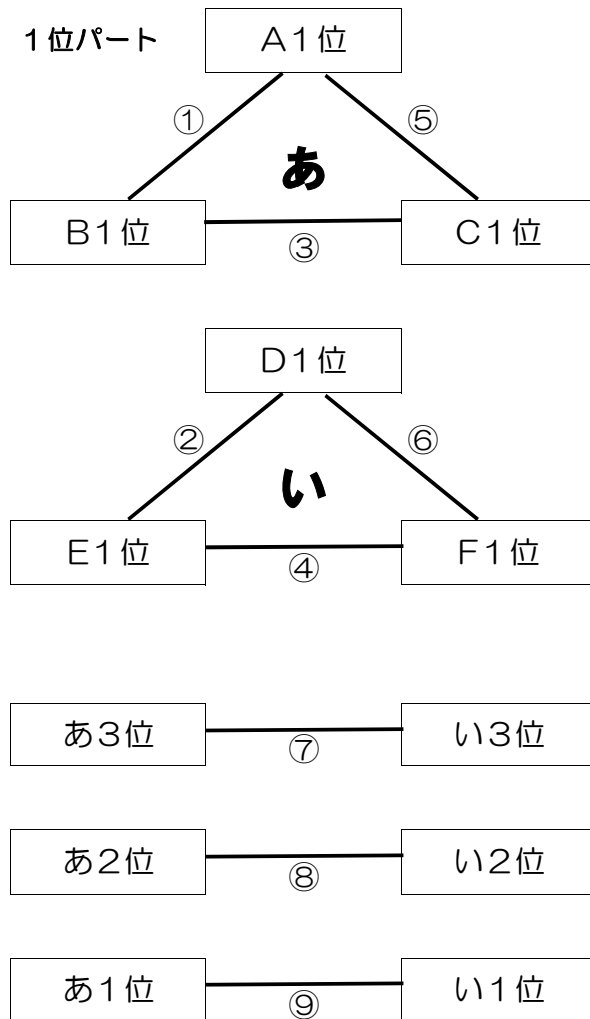 1位パート
A1位
① ⑤
あ
B1位 C1位
③
D1位
② ⑥
い
E1位 F1位
④
あ3位 い3位
⑦
あ2位 い2位
⑧
あ1位 い1位
⑨